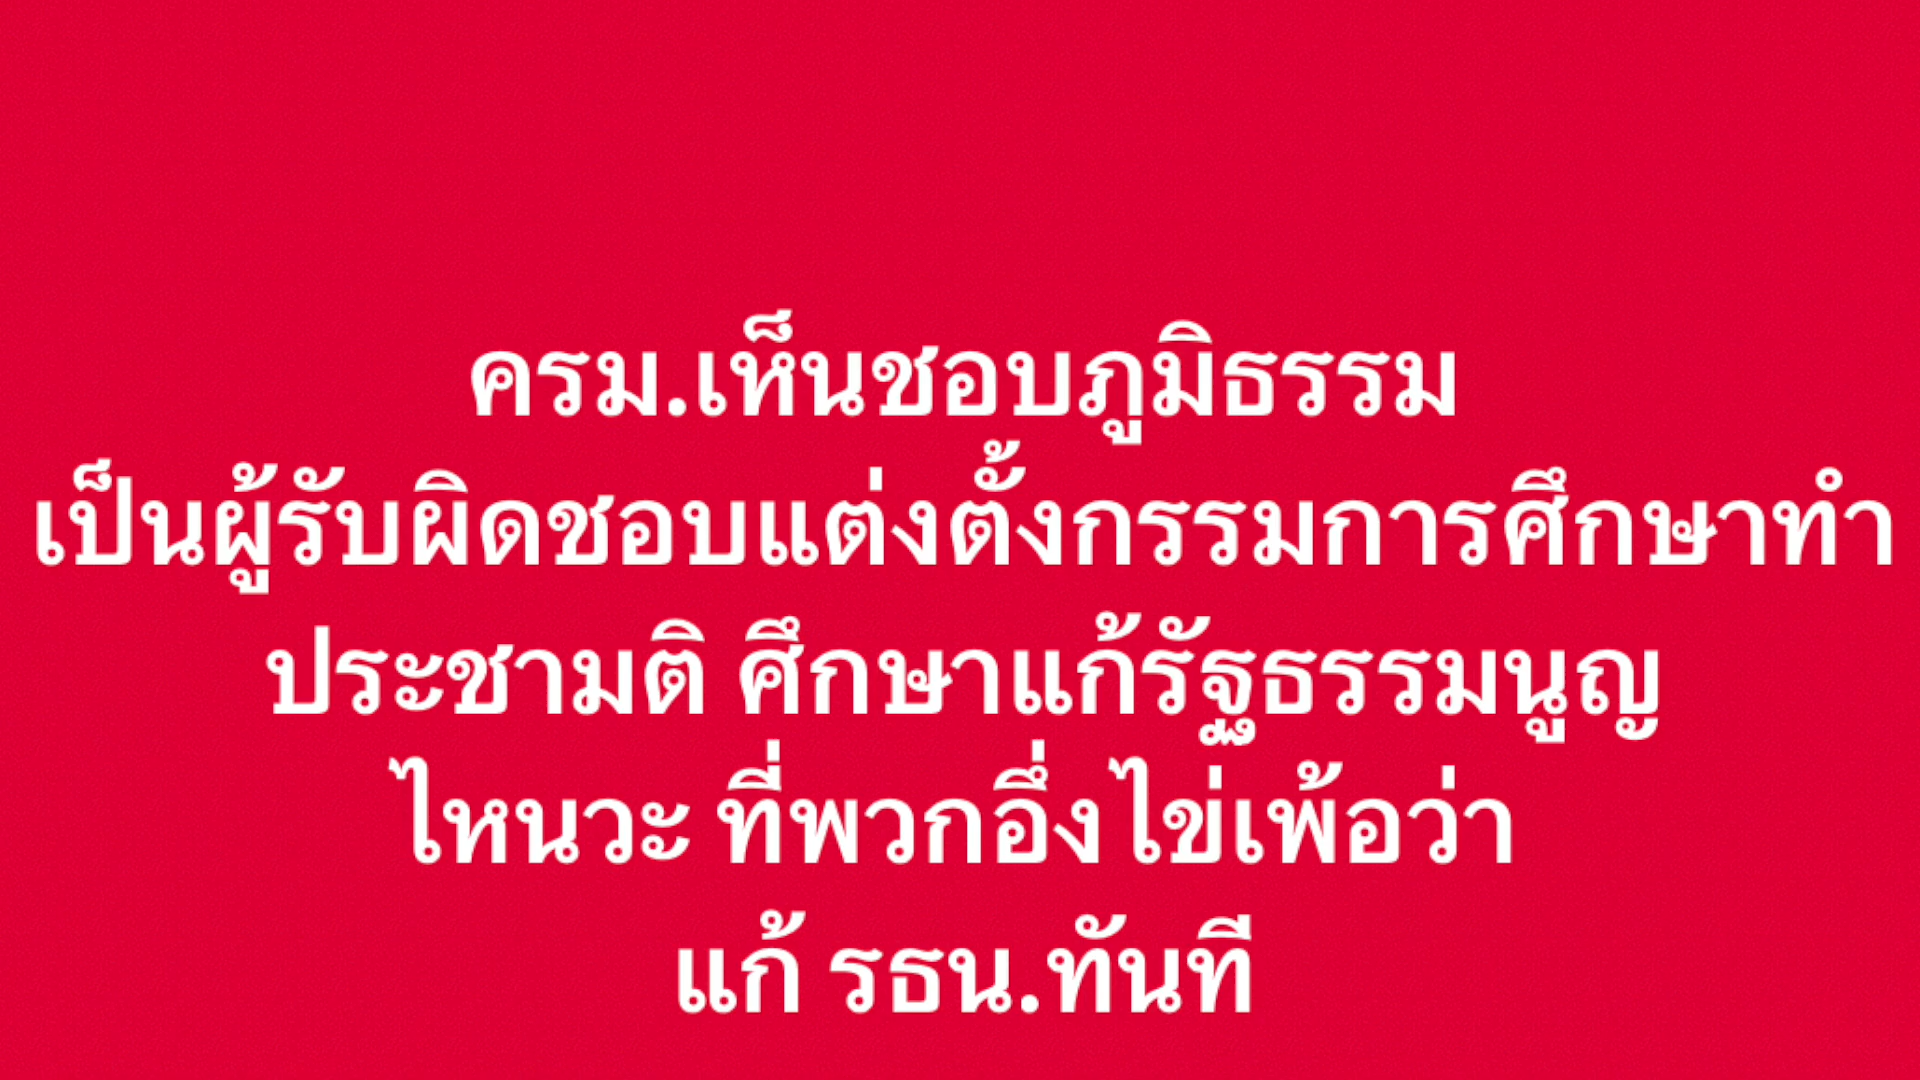 ครม.เห็นชอบภูมิธรรม
เป็นผู้รับผิดชอบแต่งตั้งกรรมการศึกษาทำ
ประชามติ ศึกษาแก้รัฐธรรมนูญ
ไหนวะ ที่พวกอึ่งไข่เพ้อว่า
แก้ รธน.ทันที